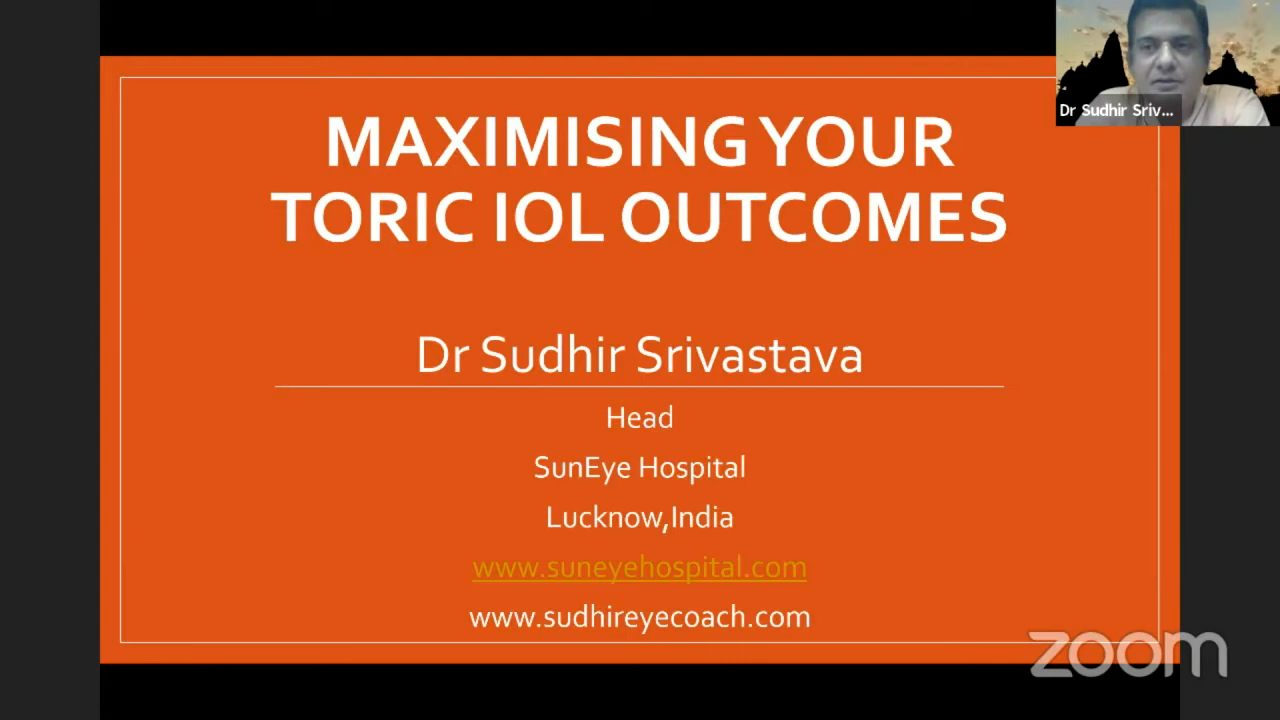 MAXIMISING YOUR
TORIC IOL OUTCOMES
Dr Sudhir Srivastava
Head
SunEye Hospital
Lucknow,India
www.suneyehospital.com
www.sudhireyecoach.com
Dr Sudhir Sriv...
zoom